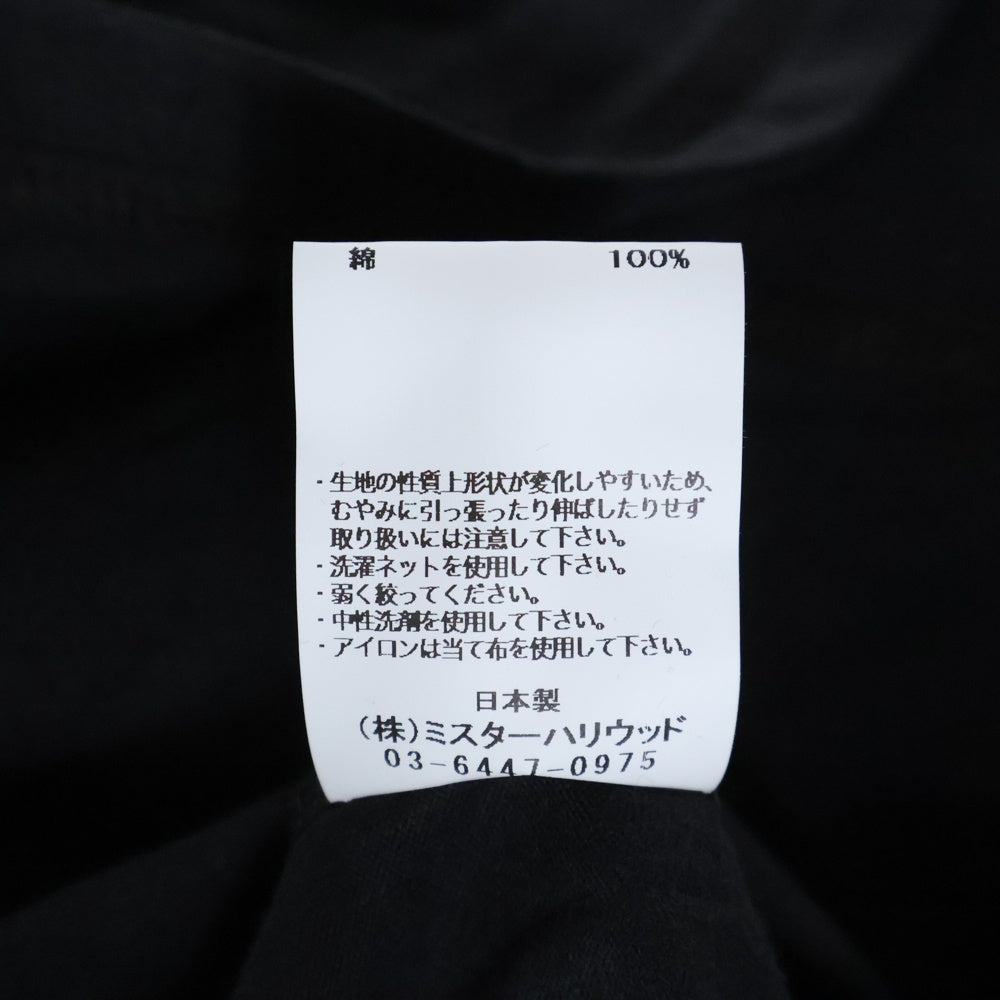 綿 100%
・生地の性質上形状が変化しやすいため、
むやみに引っ張ったり伸ばしたりせず
取り扱いには注意して下さい。
・洗濯ネットを使用して下さい。
・弱く絞ってください。
・中性洗剤を使用して下さい。
・アイロンは当て布を使用して下さい。
日本製
(株)ミスターハリウッド
03-6447-0975